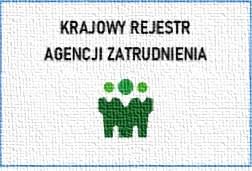 KRAJOWY REJESTR
AGENCJI ZATRUDNIENIA